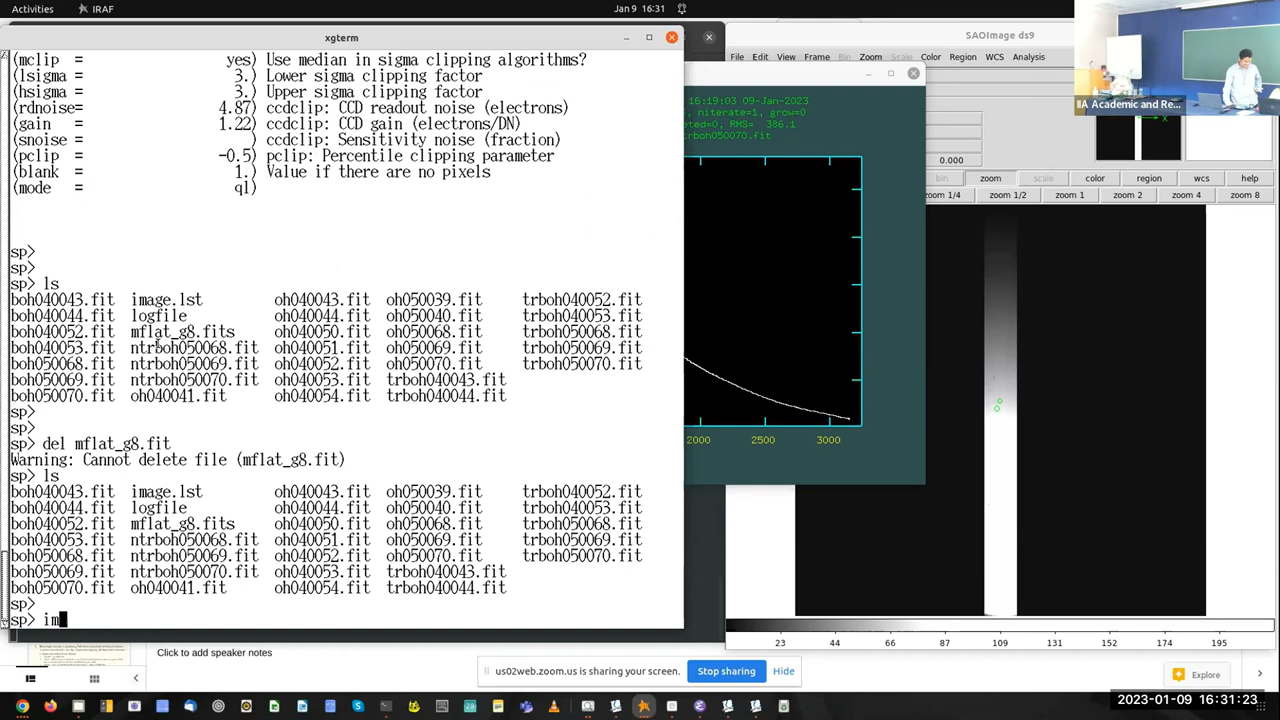 Activities IRAF Jan 9 16:31
xgterm
(mclip = yes) Use median in sigma clipping algorithms?
(lsigma = 3.) Lower sigma clipping factor
(hsigma = 3.) Upper sigma clipping factor
(rdnoise= 4.87) ccdclip: CCD readout noise (electrons)
(gain = 1.22) ccdclip: CCD gain (electrons/DN)
(snoise = ) ccdclip: Sensitivity noise (fraction)
(pclip = -0.5) pclip: Percentile clipping parameter
(blank = 1.) Value if there are no pixels
(mode = ql)
sp>
sp>
sp> ls
boh040043.fit image.lst oh040043.fit oh050039.fit trboh040052.fit
boh040044.fit logfile oh040044.fit oh050040.fit trboh040053.fit
boh040052.fit mflat_g8.fits oh040050.fit oh050068.fit trboh050068.fit
boh040053.fit ntrboh050068.fit oh040051.fit oh050069.fit trboh050069.fit
boh050068.fit ntrboh050069.fit oh040052.fit oh050070.fit trboh050070.fit
boh050069.fit ntrboh050070.fit oh040053.fit trboh040043.fit
boh050070.fit oh040041.fit oh040054.fit trboh040044.fit
sp>
sp>
sp> del mflat_g8.fit
Warning: Cannot delete file (mflat_g8.fit)
sp> ls
boh040043.fit image.lst oh040043.fit oh050039.fit trboh040052.fit
boh040044.fit logfile oh040044.fit oh050040.fit trboh040053.fit
boh040052.fit mflat_g8.fits oh040050.fit oh050068.fit trboh050068.fit
boh040053.fit ntrboh050068.fit oh040051.fit oh050069.fit trboh050069.fit
boh050068.fit ntrboh050069.fit oh040052.fit oh050070.fit trboh050070.fit
boh050069.fit ntrboh050070.fit oh040053.fit trboh040043.fit
boh050070.fit oh040041.fit oh040054.fit trboh040044.fit
sp>
sp> im
16:19:03 09-Jan-2023
, niterate=1, grow=0
eted=0, RMS= 386.1
trboh050070.fit
2000 2500 3000
SAOImage ds9
File Edit View Frame Bin Zoom Scale Color Region WCS Analysis
IIA Academic and Re...
x
0.000
bin zoom scale color region wcs help
zoom 1/4 zoom 1/2 zoom 1 zoom 2 zoom 4 zoom 8
23 44 66 87 109 131 152 174
Click to add speaker notes
us02web.zoom.us is sharing your screen. Stop sharing Hide
Explore
2023-01-09 16:31:23